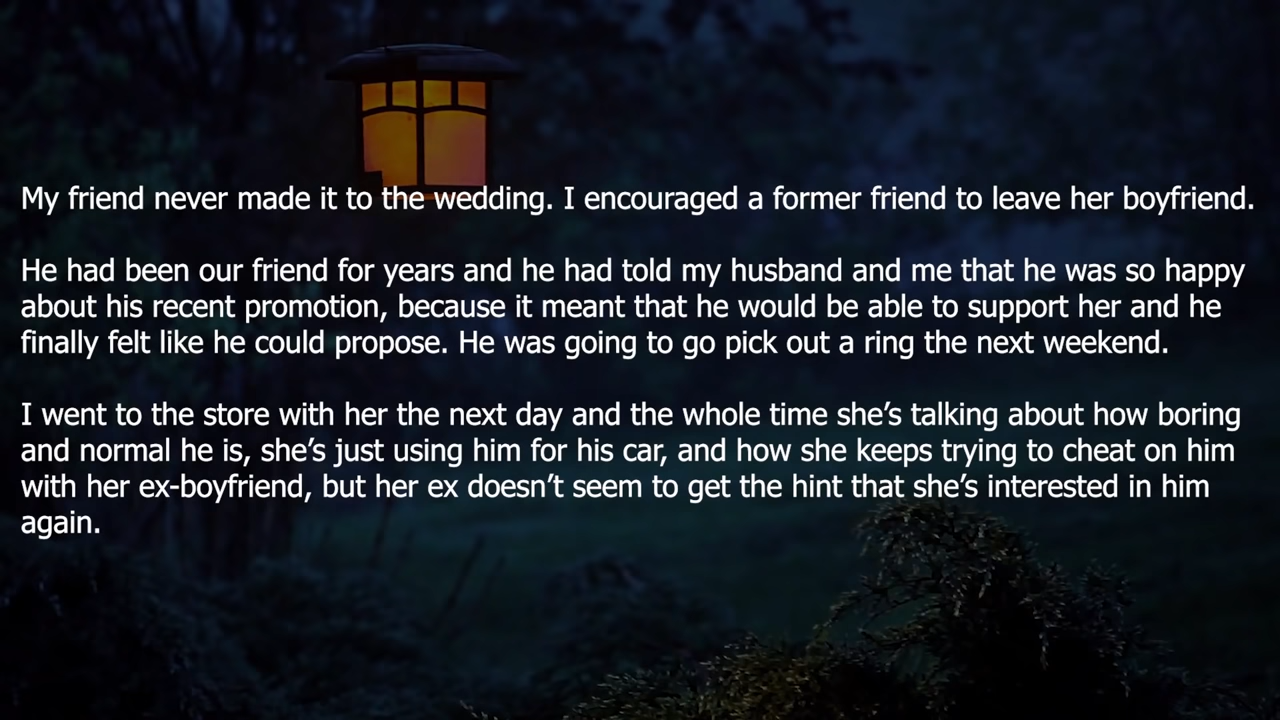 My friend never made it to the wedding. I encouraged a former friend to leave her boyfriend.
He had been our friend for years and he had told my husband and me that he was so happy
about his recent promotion, because it meant that he would be able to support her and he
finally felt like he could propose. He was going to go pick out a ring the next weekend.
I went to the store with her the next day and the whole time she’s talking about how boring
and normal he is, she’s just using him for his car, and how she keeps trying to cheat on him
with her ex-boyfriend, but her ex doesn’t seem to get the hint that she’s interested in him
again.